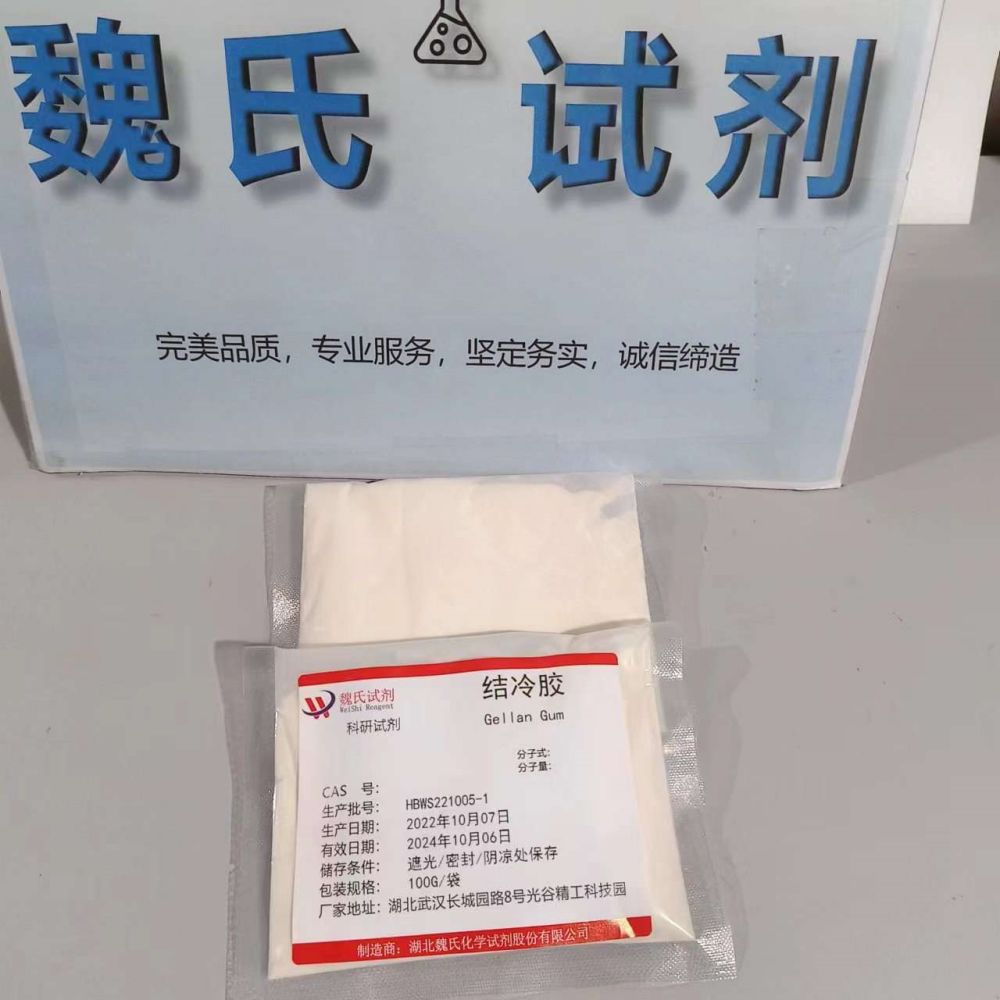 魏氏 试剂
完美品质，专业服务，坚定务实，诚信缔造
魏氏试剂
WeiShi Reagent
科研试剂
结冷胶
Gellan Gum
分子式：
分子量：
CAS 号：
生产批号： HBWS221005-1
生产日期： 2022年10月07日
有效日期： 2024年10月06日
储存条件： 遮光/密封/阴凉处保存
包装规格： 100G/袋
厂家地址：湖北武汉长城园路8号光谷精工科技园
制造商：湖北魏氏化学试剂股份有限公司